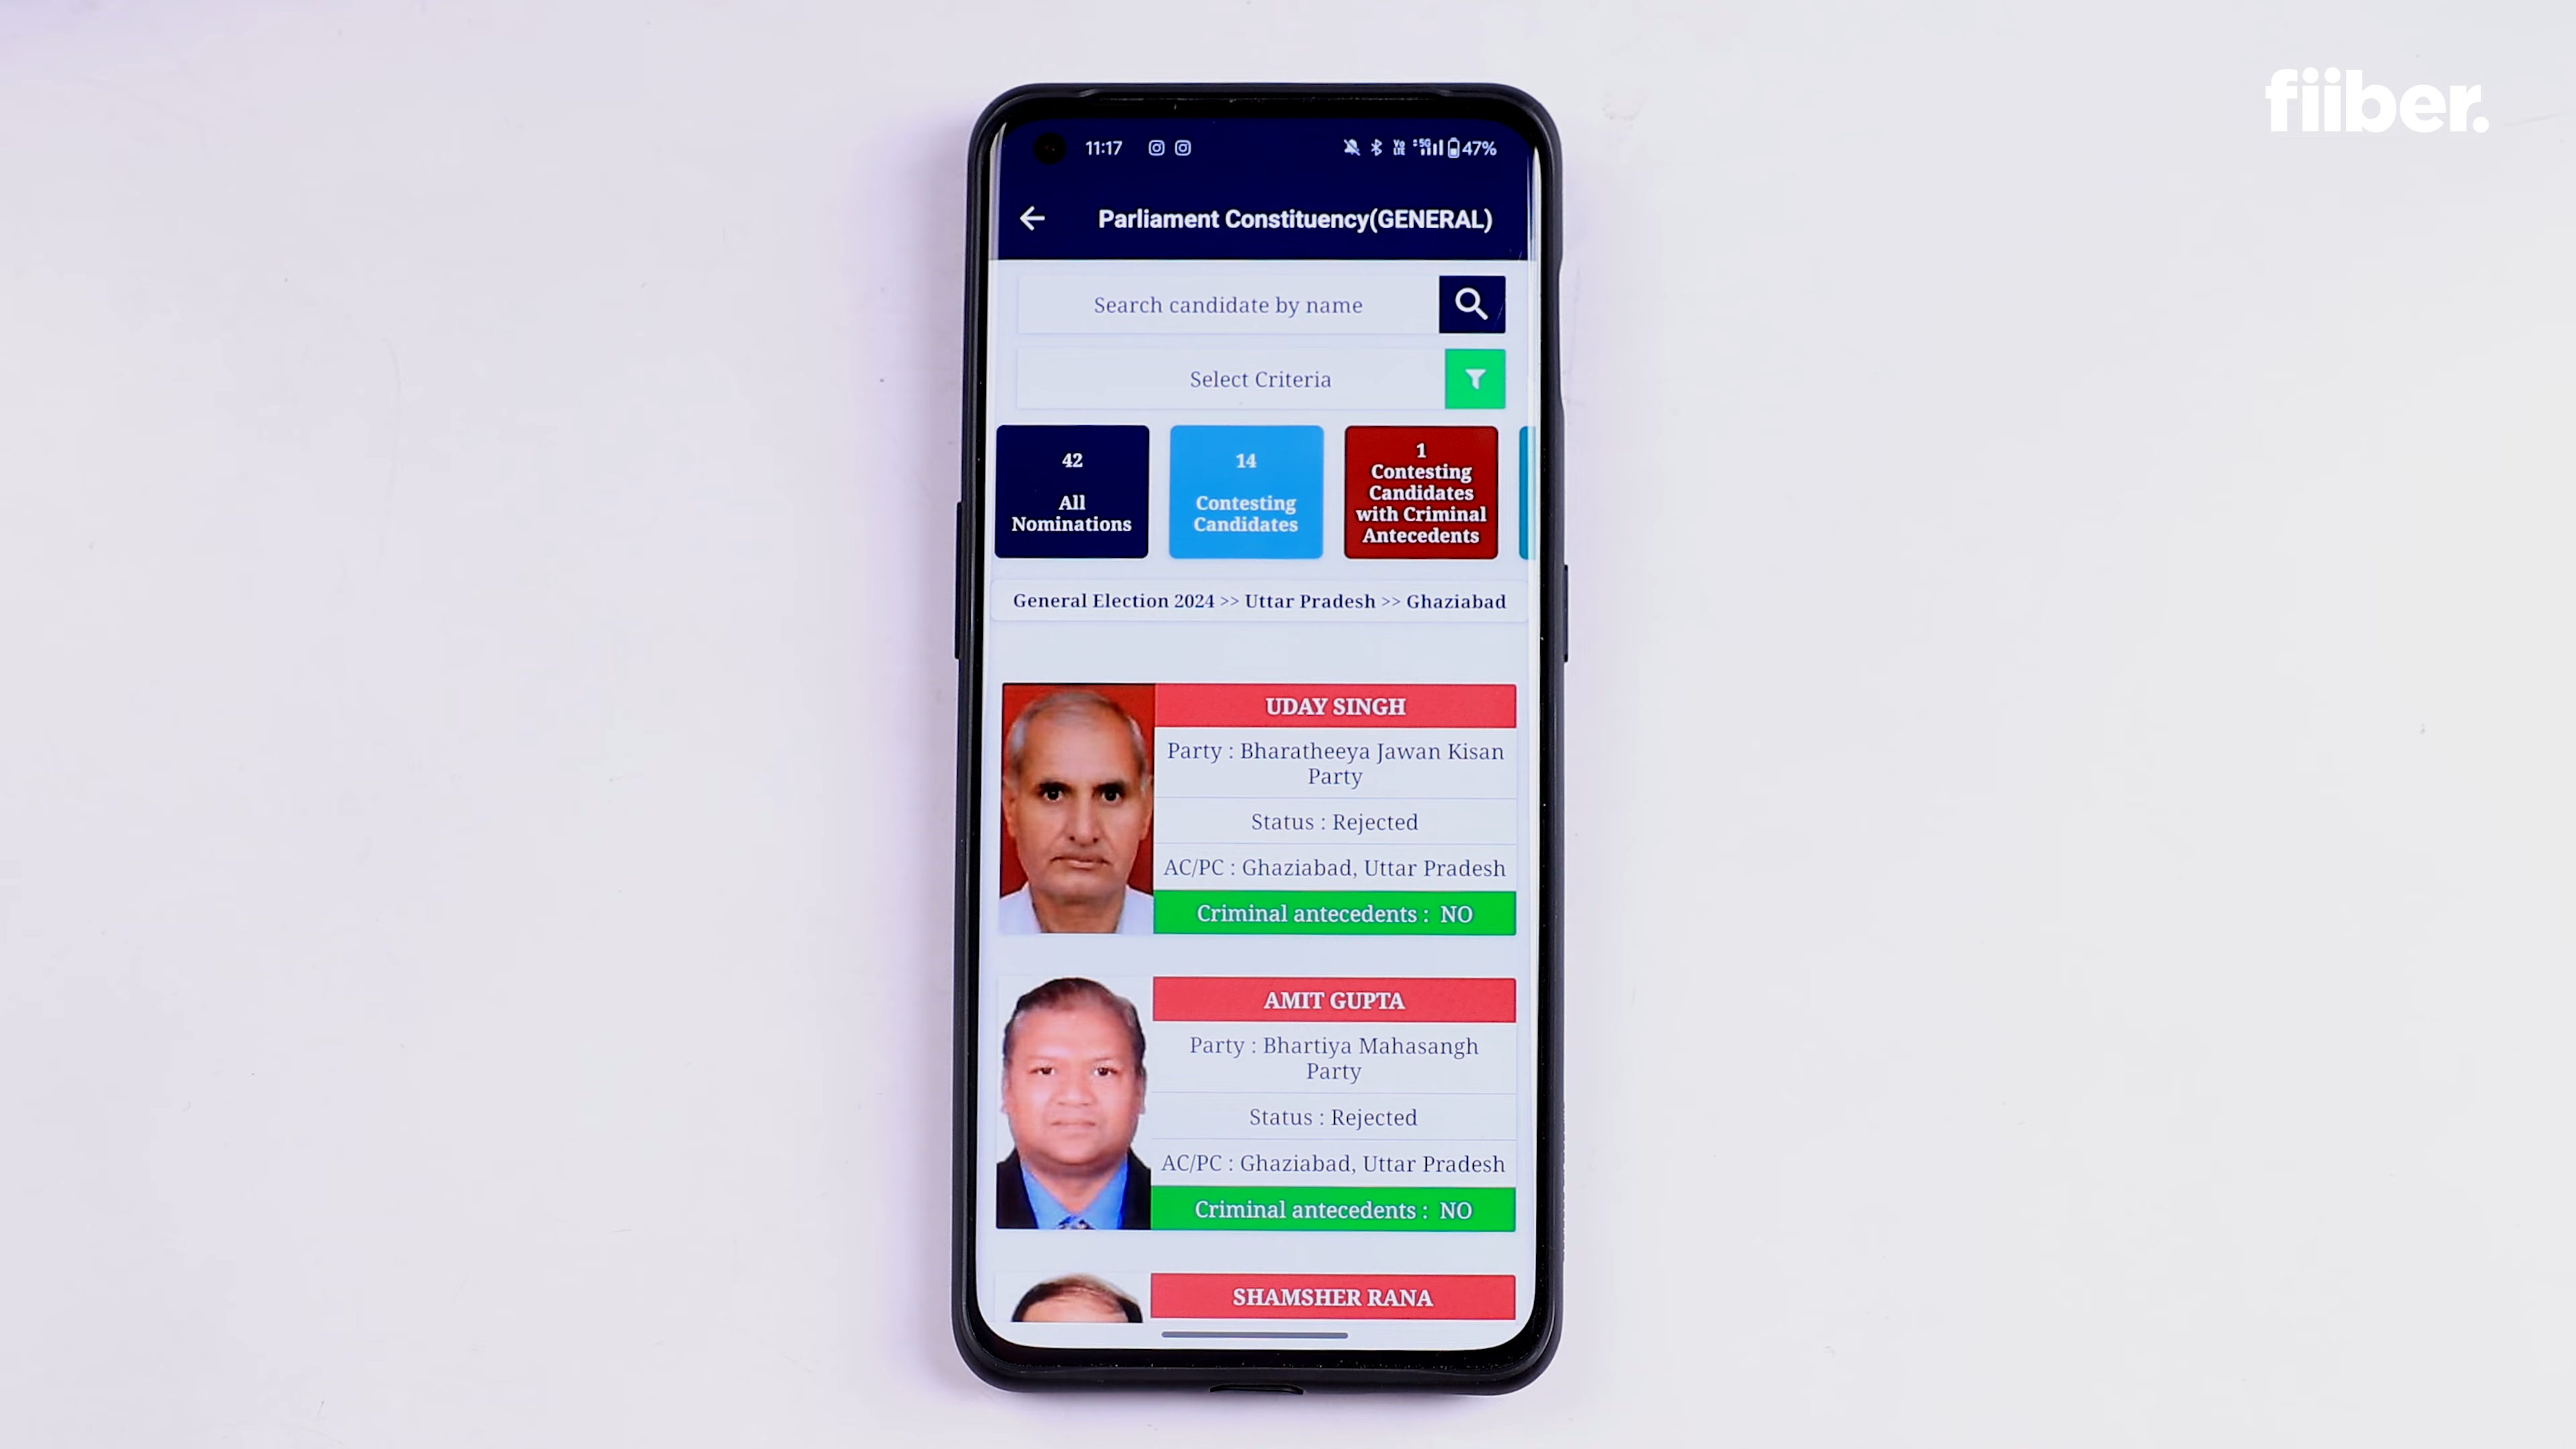 fiiber.
11:17
5G
47%
Parliament Constituency(GENERAL)
Search candidate by name
Select Criteria
42
All
Nominations
14
Contesting
Candidates
1
Contesting
Candidates
with Criminal
Antecedents
General Election 2024 >> Uttar Pradesh >> Ghaziabad
UDAY SINGH
Party : Bharatheeya Jawan Kisan
Party
Status : Rejected
AC/PC : Ghaziabad, Uttar Pradesh
Criminal antecedents : NO
AMIT GUPTA
Party : Bhartiya Mahasangh
Party
Status : Rejected
AC/PC : Ghaziabad, Uttar Pradesh
Criminal antecedents : NO
SHAMSHER RANA